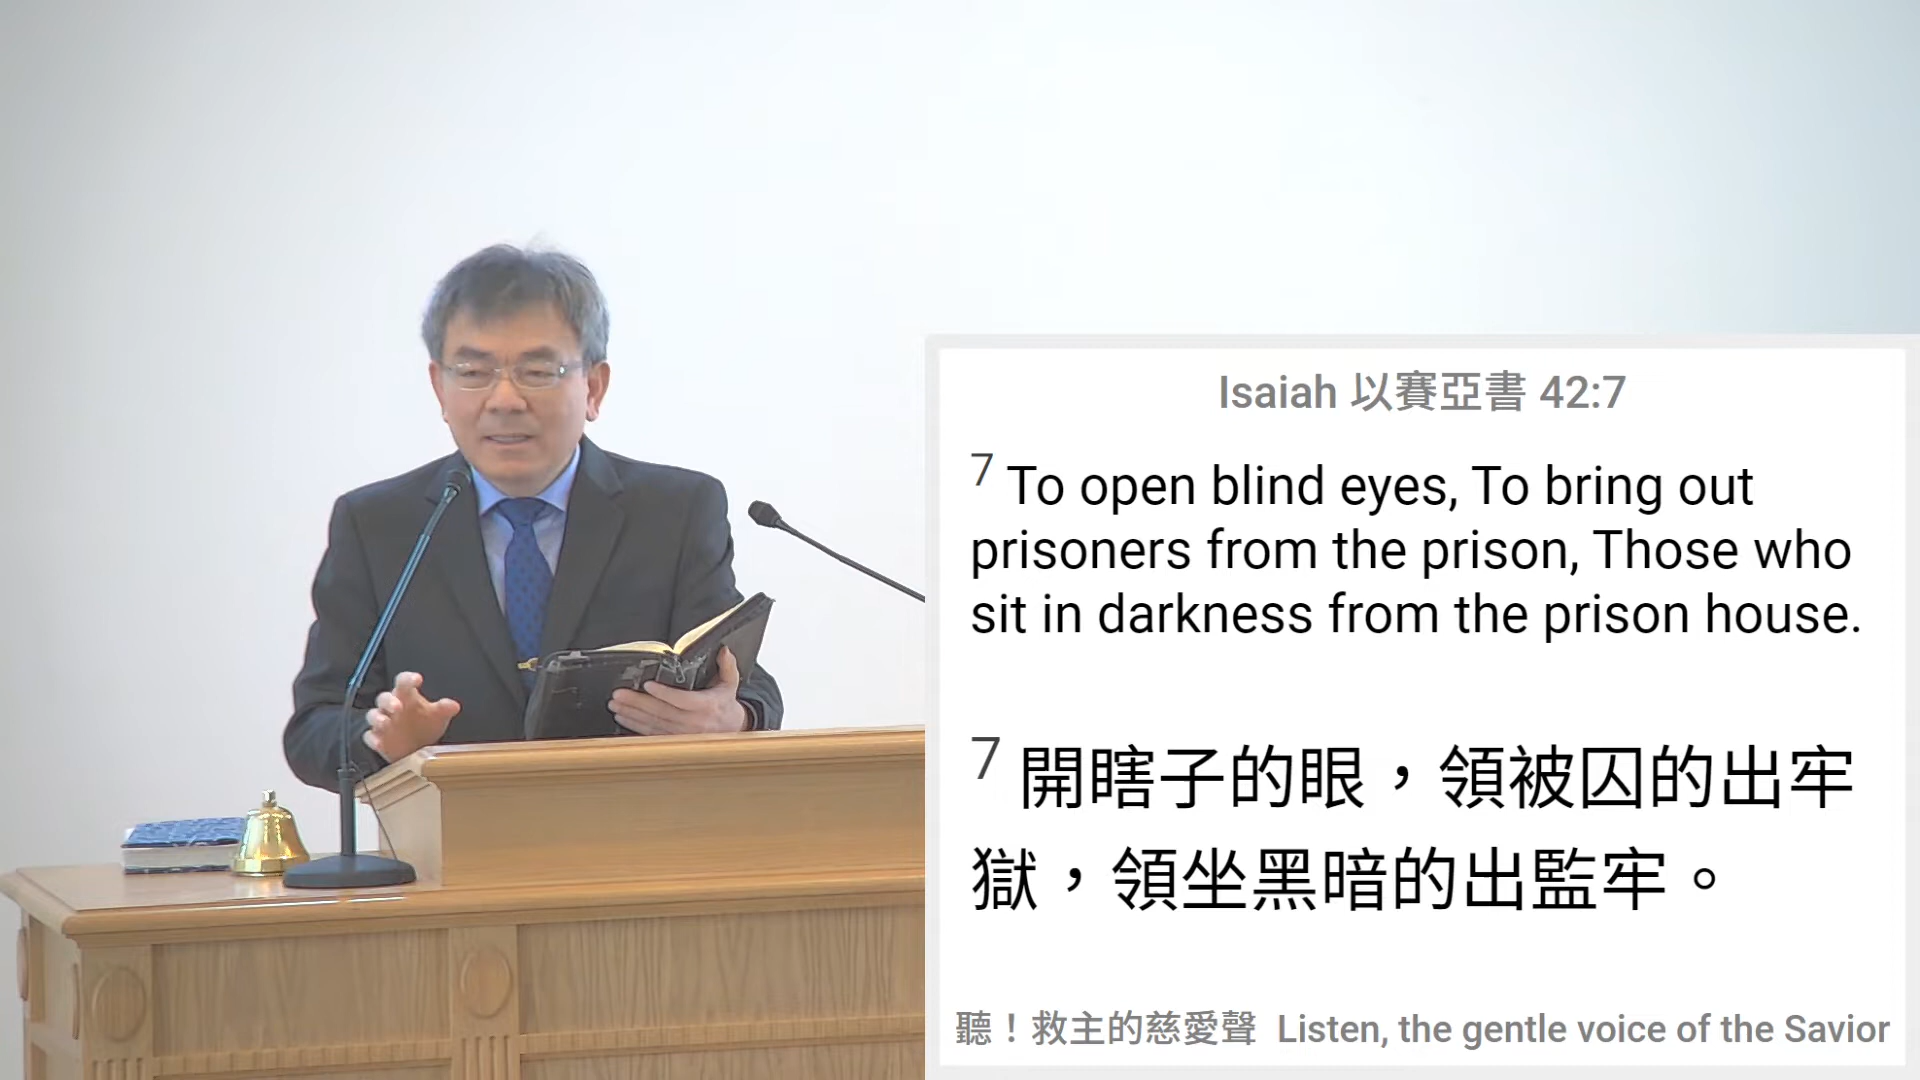 Isaiah 以賽亞書 42:7
7 To open blind eyes, To bring out
prisoners from the prison, Those who
sit in darkness from the prison house.
7 開瞎子的眼，領被囚的出牢
獄，領坐黑暗的出監牢。
聽！救主的慈愛聲 Listen, the gentle voice of the Savior